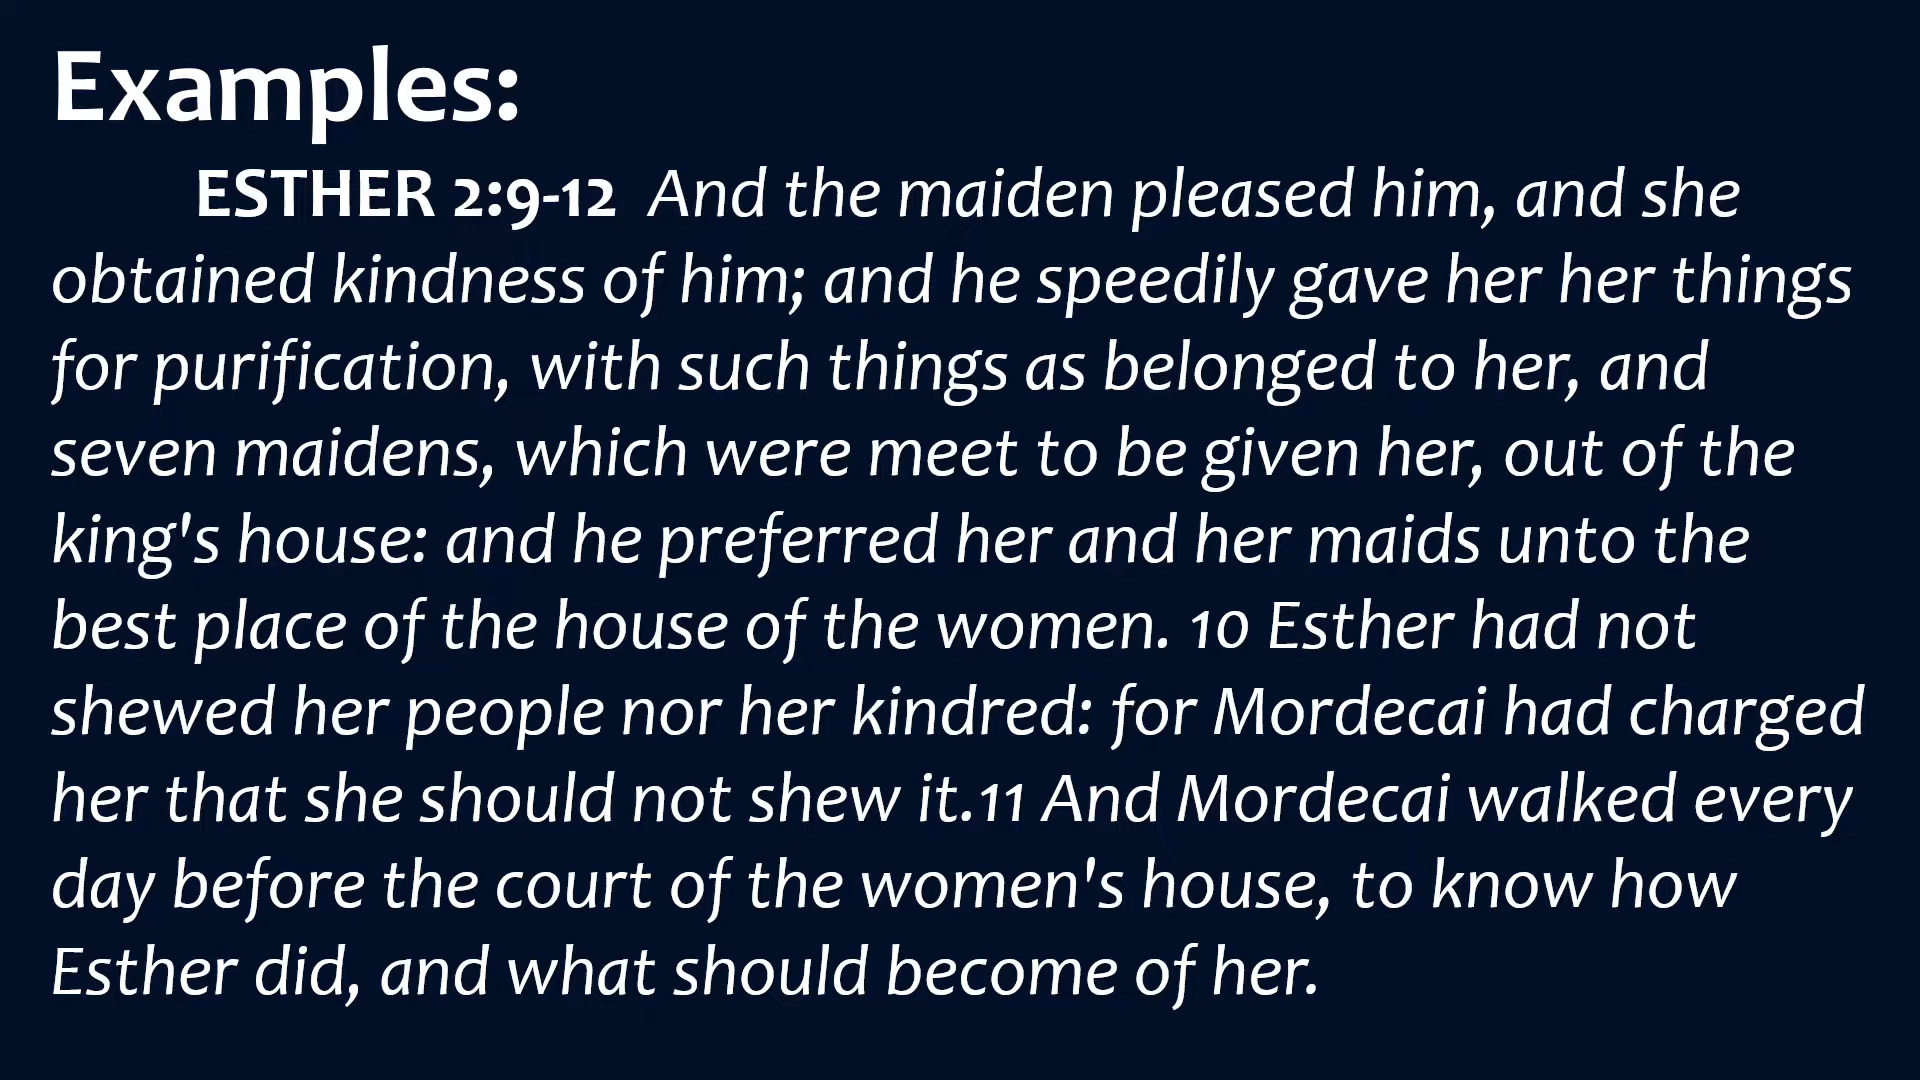 Examples:
ESTHER 2:9-12 And the maiden pleased him, and she
obtained kindness of him; and he speedily gave her her things
for purification, with such things as belonged to her, and
seven maidens, which were meet to be given her, out of the
king's house: and he preferred her and her maids unto the
best place of the house of the women. 10 Esther had not
shewed her people nor her kindred: for Mordecai had charged
her that she should not shew it.11 And Mordecai walked every
day before the court of the women's house, to know how
Esther did, and what should become of her.